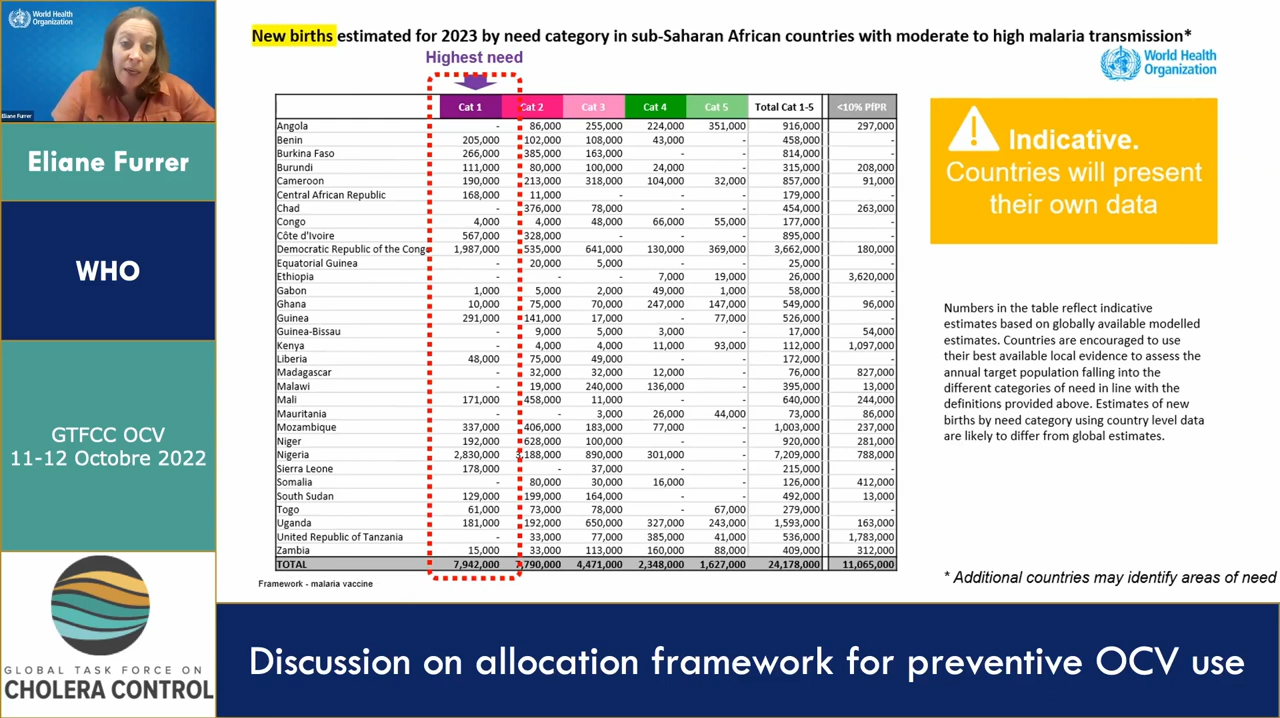 World Health
Organization
Eliane Furrer
Eliane Furrer
WHO
GTFCC OCV
11-12 Octobre 2022
GLOBAL TASK FORCE ON
CHOLERA CONTROL
New births estimated for 2023 by need category in sub-Saharan African countries with moderate to high malaria transmission*
Highest need
World Health
Organization
Cat 1 Cat 2 Cat 3 Cat 4 Cat 5 Total Cat 1-5 <10% PfPR
Angola - 86,000 255,000 224,000 351,000 916,000 297,000
Benin 205,000 102,000 108,000 43,000 - 458,000 -
Burkina Faso 266,000 385,000 163,000 - - 814,000 -
Burundi 111,000 80,000 100,000 24,000 - 315,000 208,000
Cameroon 190,000 213,000 318,000 104,000 32,000 857,000 91,000
Central African Republic 168,000 11,000 - - - 179,000 -
Chad - 376,000 78,000 - - 454,000 263,000
Congo 4,000 4,000 48,000 66,000 55,000 177,000 -
Côte d'Ivoire 567,000 328,000 - - - 895,000 -
Democratic Republic of the Congo 1,987,000 535,000 641,000 130,000 369,000 3,662,000 180,000
Equatorial Guinea - 20,000 5,000 - - 25,000 -
Ethiopia - - - 7,000 19,000 26,000 3,620,000
Gabon 1,000 5,000 2,000 49,000 1,000 58,000 -
Ghana 10,000 75,000 70,000 247,000 147,000 549,000 96,000
Guinea 291,000 141,000 17,000 - 77,000 526,000 -
Guinea-Bissau - 9,000 5,000 3,000 - 17,000 54,000
Kenya - 4,000 4,000 11,000 93,000 112,000 1,097,000
Liberia 48,000 75,000 49,000 - - 172,000 -
Madagascar - 32,000 32,000 12,000 - 76,000 827,000
Malawi - 19,000 240,000 136,000 - 395,000 13,000
Mali 171,000 458,000 11,000 - - 640,000 244,000
Mauritania - - 3,000 26,000 44,000 73,000 86,000
Mozambique 337,000 406,000 183,000 77,000 - 1,003,000 237,000
Niger 192,000 628,000 100,000 - - 920,000 281,000
Nigeria 2,830,000 3,188,000 890,000 301,000 - 7,209,000 788,000
Sierra Leone 178,000 - 37,000 - - 215,000 -
Somalia - 80,000 30,000 16,000 - 126,000 412,000
South Sudan 129,000 199,000 164,000 - - 492,000 13,000
Togo 61,000 73,000 78,000 - 67,000 279,000 -
Uganda 181,000 192,000 650,000 327,000 243,000 1,593,000 163,000
United Republic of Tanzania - 33,000 77,000 385,000 41,000 536,000 1,783,000
Zambia 15,000 33,000 113,000 160,000 88,000 409,000 312,000
TOTAL 7,942,000 7,790,000 4,471,000 2,348,000 1,627,000 24,178,000 11,065,000
Framework - malaria vaccine
Indicative.
Countries will present
their own data
Numbers in the table reflect indicative
estimates based on globally available modelled
estimates. Countries are encouraged to use
their best available local evidence to assess the
annual target population falling into the
different categories of need in line with the
definitions provided above. Estimates of new
births by need category using country level data
are likely to differ from global estimates.
* Additional countries may identify areas of need
Discussion on allocation framework for preventive OCV use